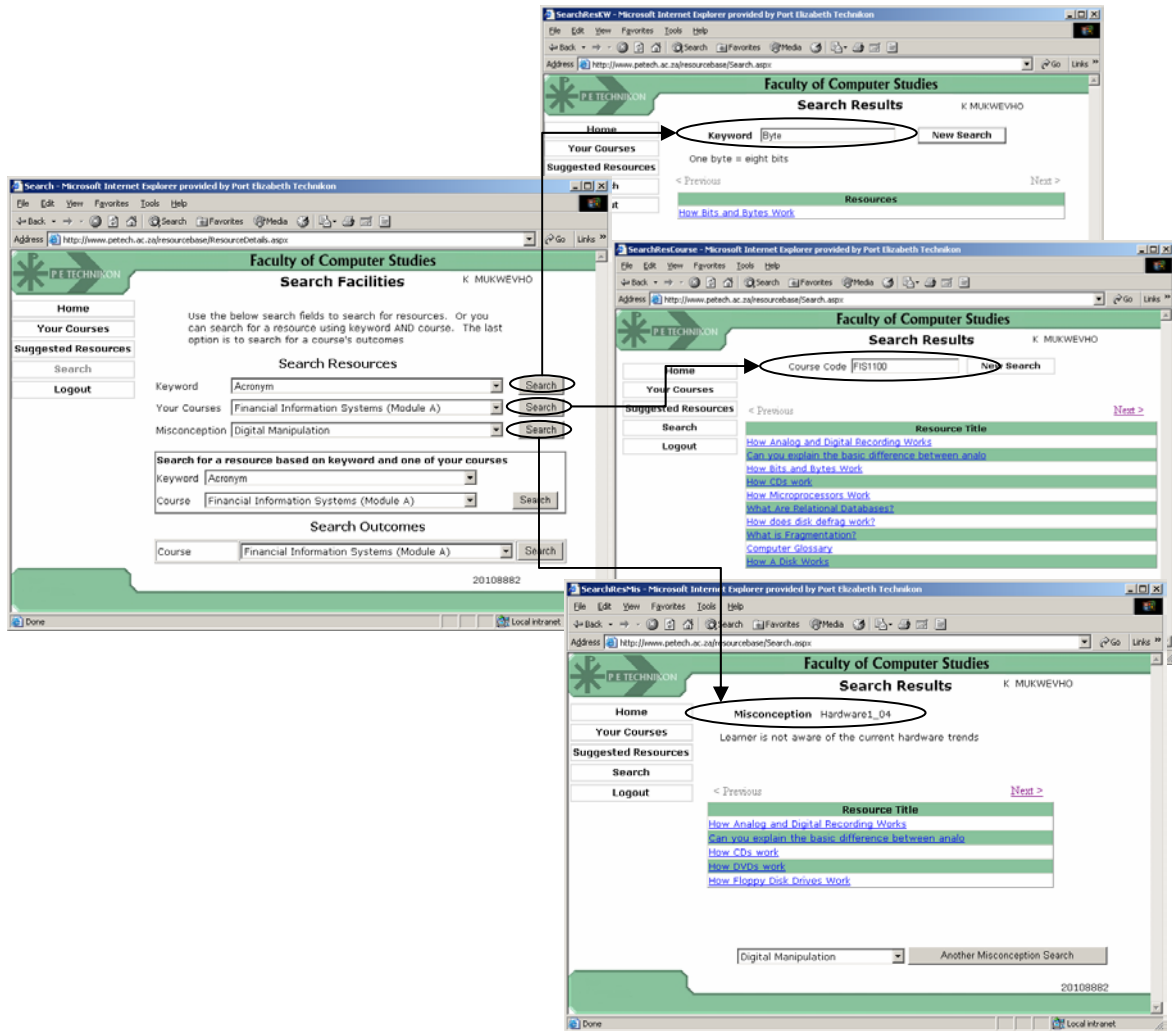 SearchResKW - Microsoft Internet Explorer provided by Port Elizabeth Technikon
File Edit View Favorites Tools Help
Back Search Favorites Media
Address http://www.petech.ac.za/resourcebase/Search.aspx Go Links »
Faculty of Computer Studies
P E TECHNIKON
Search Results K MUKWEVHO
Home
Your Courses
Suggested Resources
Keyword Byte New Search
One byte = eight bits
< Previous Next >
Resources
How Bits and Bytes Work
Search - Microsoft Internet Explorer provided by Port Elizabeth Technikon
File Edit View Favorites Tools Help
Back Search Favorites Media
Address http://www.petech.ac.za/resourcebase/ResourceDetails.aspx Go Links »
Faculty of Computer Studies
P E TECHNIKON
Search Facilities K MUKWEVHO
Home
Your Courses
Suggested Resources
Search
Logout
Use the below search fields to search for resources. Or you
can search for a resource using keyword AND course. The last
option is to search for a course's outcomes
Search Resources
Keyword Acronym Search
Your Courses Financial Information Systems (Module A) Search
Misconception Digital Manipulation Search
Search for a resource based on keyword and one of your courses
Keyword Acronym
Course Financial Information Systems (Module A) Search
Search Outcomes
Course Financial Information Systems (Module A) Search
20108882
Done Local intranet
SearchResCourse - Microsoft Internet Explorer provided by Port Elizabeth Technikon
File Edit View Favorites Tools Help
Back Search Favorites Media
Address http://www.petech.ac.za/resourcebase/Search.aspx Go Links »
Faculty of Computer Studies
P E TECHNIKON
Search Results K MUKWEVHO
Home
Your Courses
Suggested Resources
Search
Logout
Course Code FIS1100 New Search
< Previous Next >
Resource Title
How Analog and Digital Recording Works
Can you explain the basic difference between analo
How Bits and Bytes Work
How CDs work
How Microprocessors Work
What Are Relational Databases?
How does disk defrag work?
What is Fragmentation?
Computer Glossary
How A Disk Works
SearchResMis - Microsoft Internet Explorer provided by Port Elizabeth Technikon
File Edit View Favorites Tools Help
Back Search Favorites Media
Address http://www.petech.ac.za/resourcebase/Search.aspx Go Links »
Faculty of Computer Studies
P E TECHNIKON
Search Results K MUKWEVHO
Home
Your Courses
Suggested Resources
Search
Logout
Misconception Hardware1_04
Learner is not aware of the current hardware trends
< Previous Next >
Resource Title
How Analog and Digital Recording Works
Can you explain the basic difference between analo
How CDs work
How DVDs work
How Floppy Disk Drives Work
Digital Manipulation Another Misconception Search
20108882
Done Local intranet